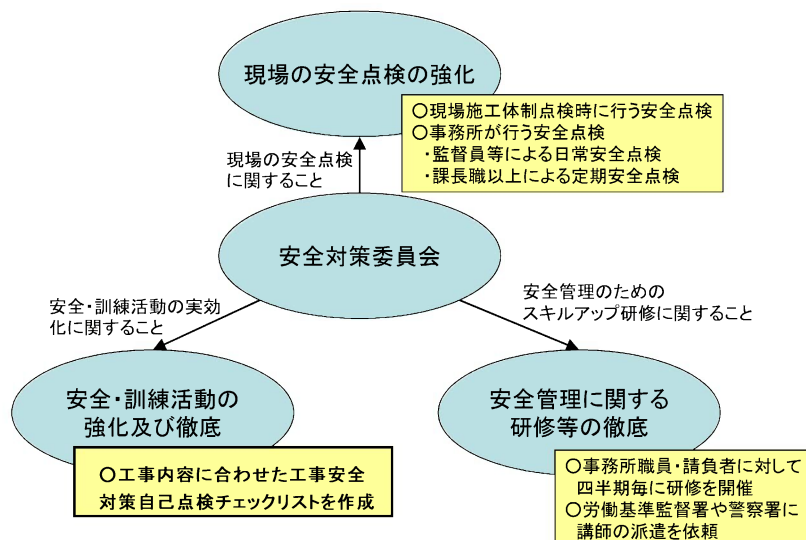 現場の安全点検の強化
○現場施工体制点検時に行う安全点検
○事務所が行う安全点検
・監督員等による日常安全点検
・課長職以上による定期安全点検
現場の安全点検
に関すること
安全対策委員会
安全・訓練活動の実効
化に関すること
安全管理のための
スキルアップ研修に関すること
安全・訓練活動の
強化及び徹底
○工事内容に合わせた工事安全
対策自己点検チェックリストを作成
安全管理に関する
研修等の徹底
○事務所職員・請負者に対して
四半期毎に研修を開催
○労働基準監督署や警察署に
講師の派遣を依頼